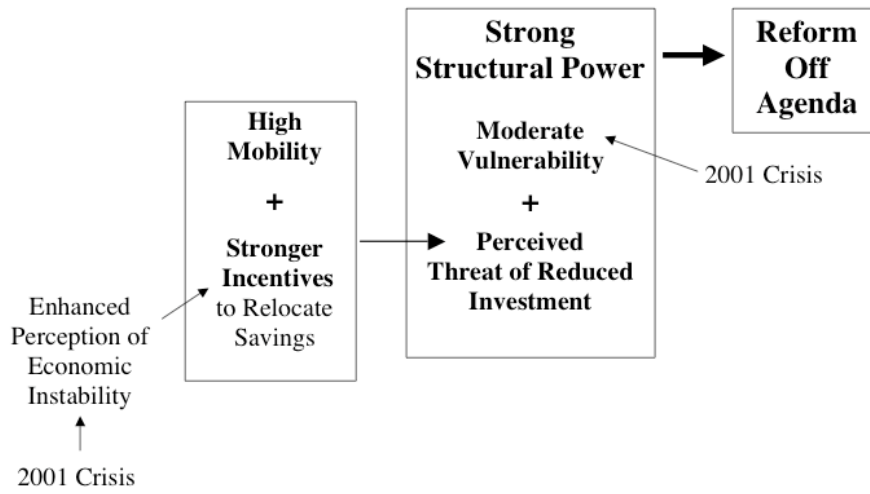 Strong
Structural Power
Reform
Off
Agenda
High
Mobility
+
Stronger
Incentives
to Relocate
Savings
Moderate
Vulnerability
+
Perceived
Threat of Reduced
Investment
2001 Crisis
Enhanced
Perception of
Economic
Instability
2001 Crisis